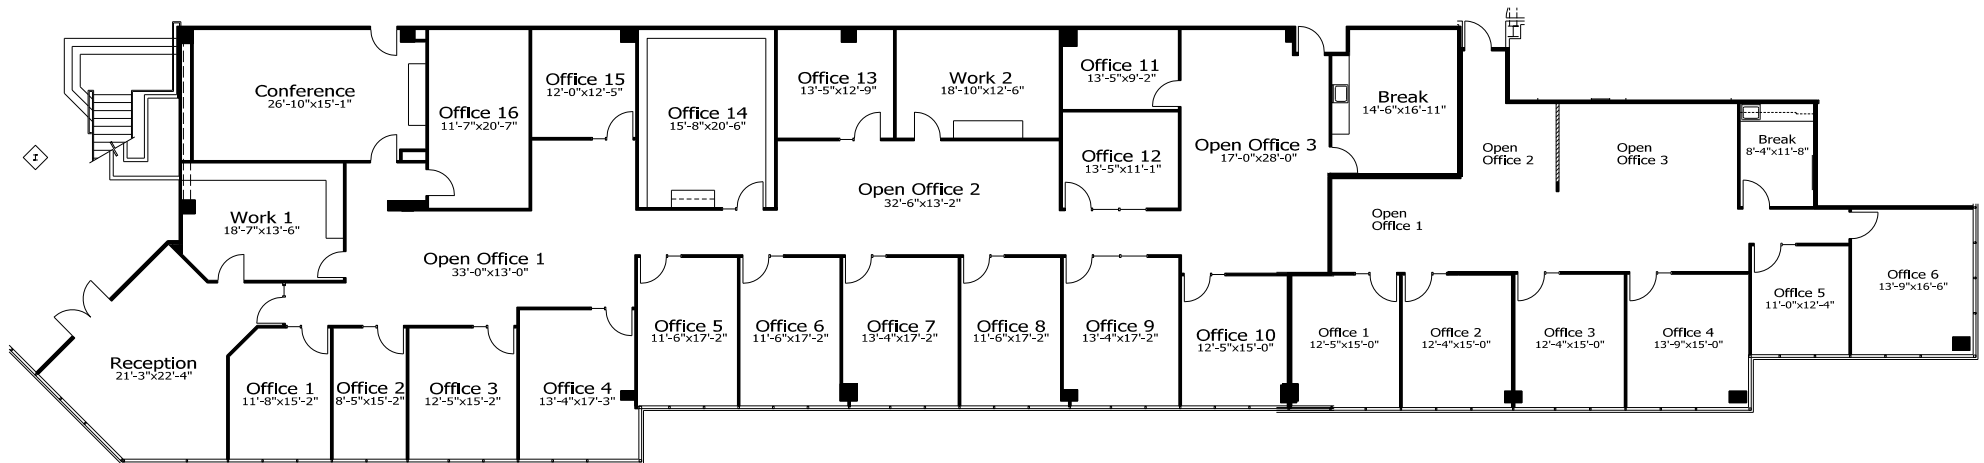 Conference
26'-10"x15'-1"
Office 16
11'-7"x20'-7"
Office 15
12'-0"x12'-5"
Office 14
15'-8"x20'-6"
Office 13
13'-5"x12'-9"
Work 2
18'-10"x12'-6"
Office 11
13'-5"x9'-2"
Office 12
13'-5"x11'-1"
Open Office 3
17'-0"x28'-0"
Break
14'-6"x16'-11"
Open
Office 2
Open
Office 3
Break
8'-4"x11'-8"
I
Work 1
18'-7"x13'-6"
Open Office 1
33'-0"x13'-0"
Open Office 2
32'-6"x13'-2"
Open
Office 1
Reception
21'-3"x22'-4"
Office 1
11'-8"x15'-2"
Office 2
8'-5"x15'-2"
Office 3
12'-5"x15'-2"
Office 4
13'-4"x17'-3"
Office 5
11'-6"x17'-2"
Office 6
11'-6"x17'-2"
Office 7
13'-4"x17'-2"
Office 8
11'-6"x17'-2"
Office 9
13'-4"x17'-2"
Office 10
12'-5"x15'-0"
Office 1
12'-5"x15'-0"
Office 2
12'-4"x15'-0"
Office 3
12'-4"x15'-0"
Office 4
13'-9"x15'-0"
Office 5
11'-0"x12'-4"
Office 6
13'-9"x16'-6"